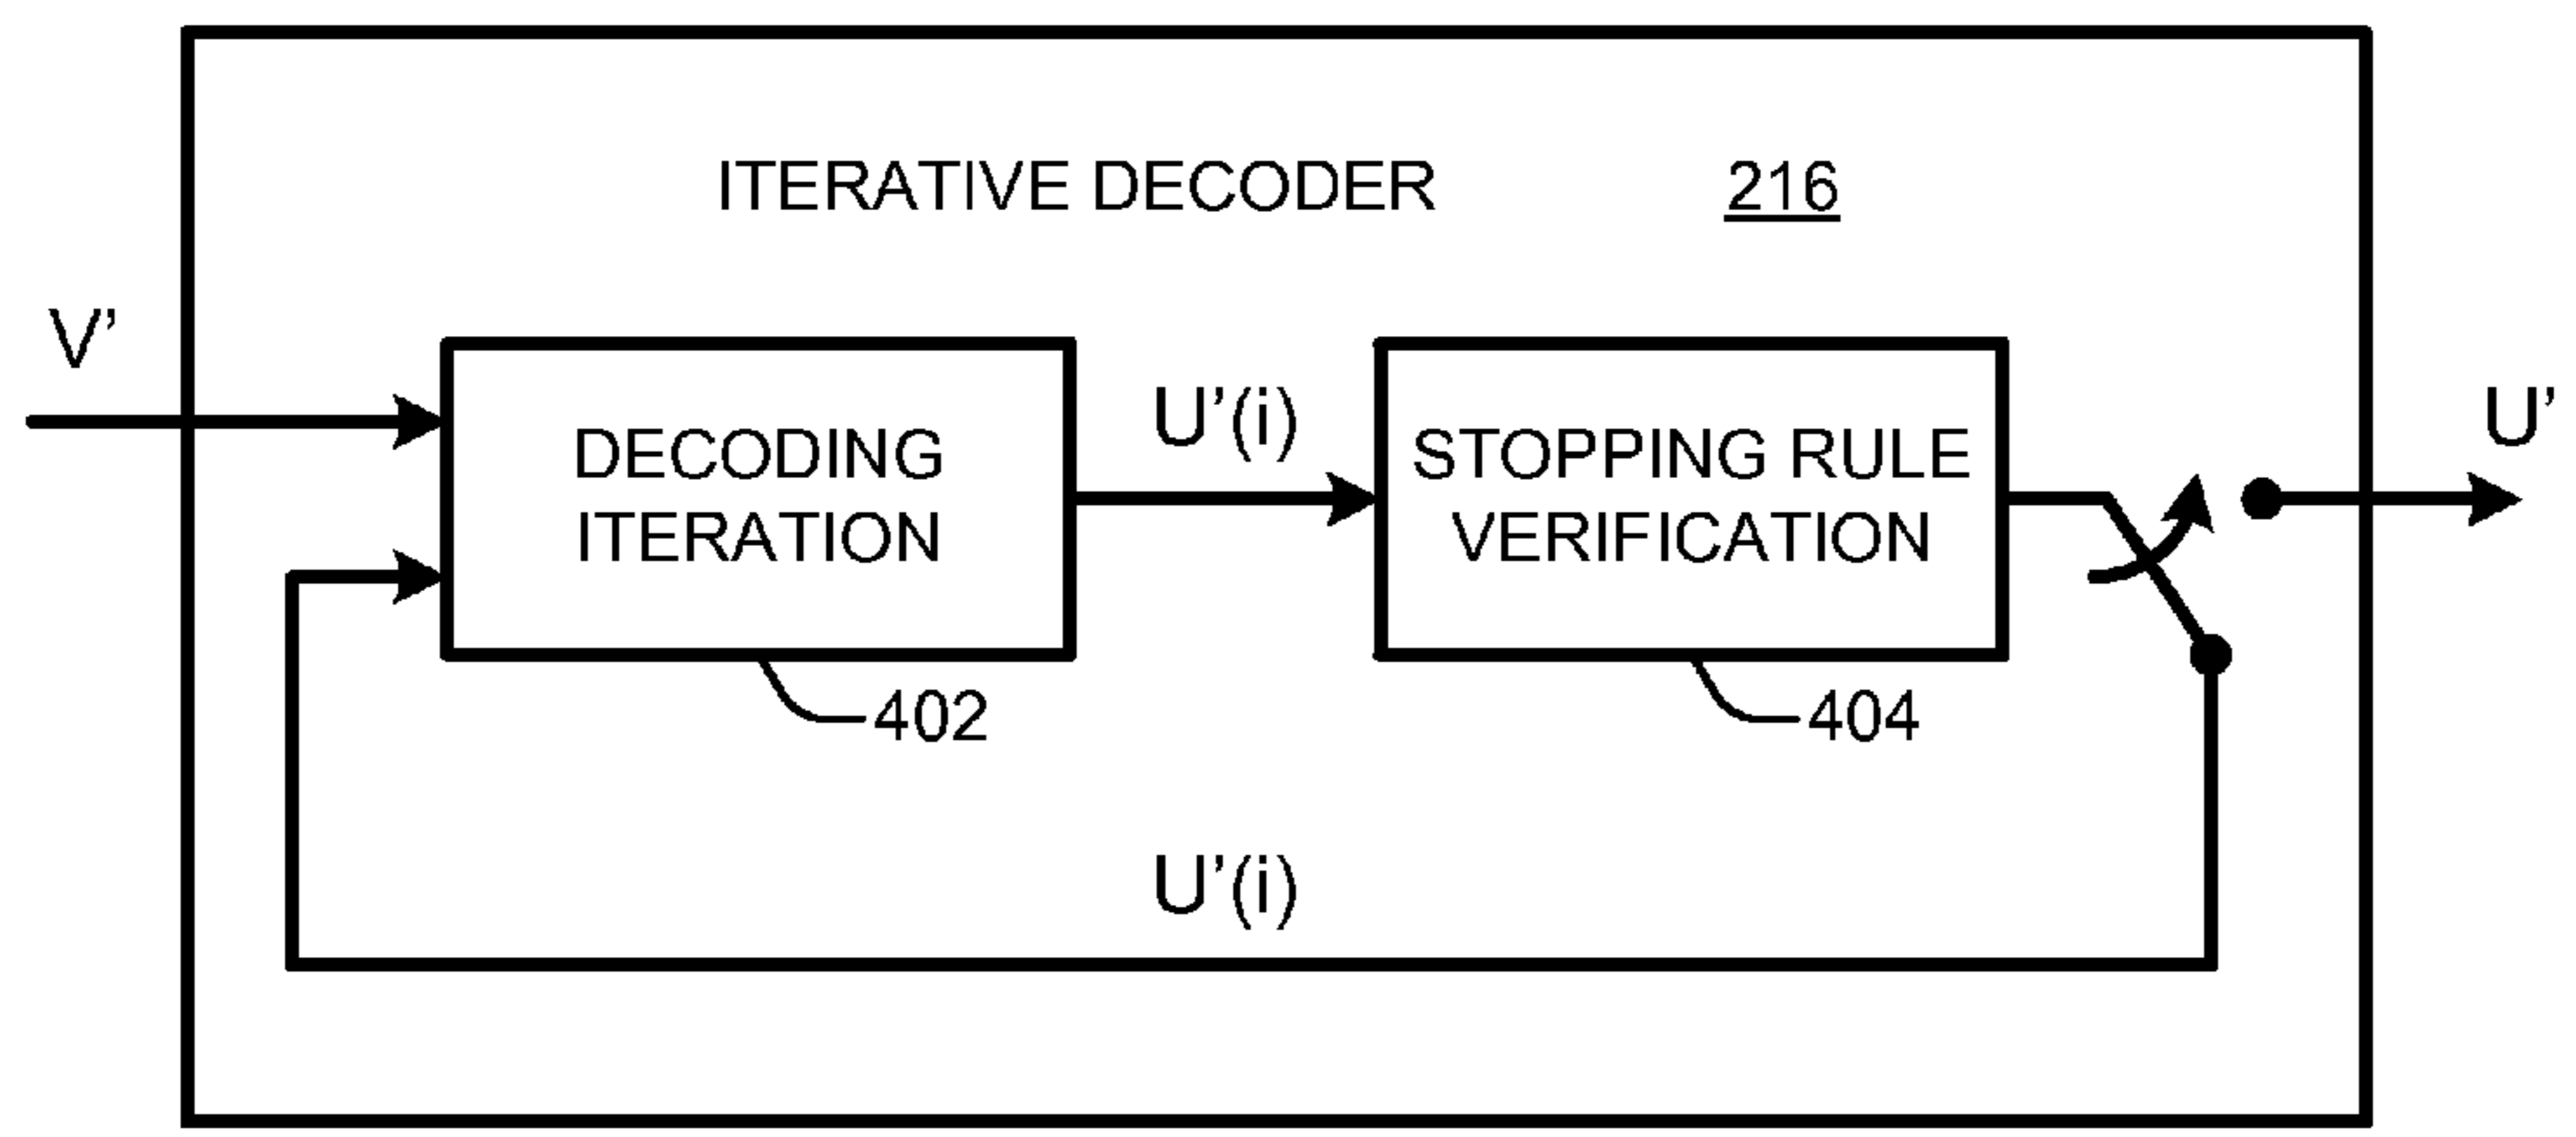 ITERATIVE DECODER 216
V'
DECODING
ITERATION
402
U'(i)
STOPPING RULE
VERIFICATION
404
U'
U'(i)